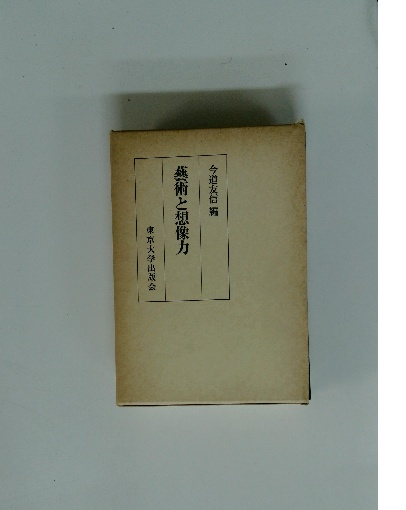 今道友信 編
藝術と想像力
東京大学出版会